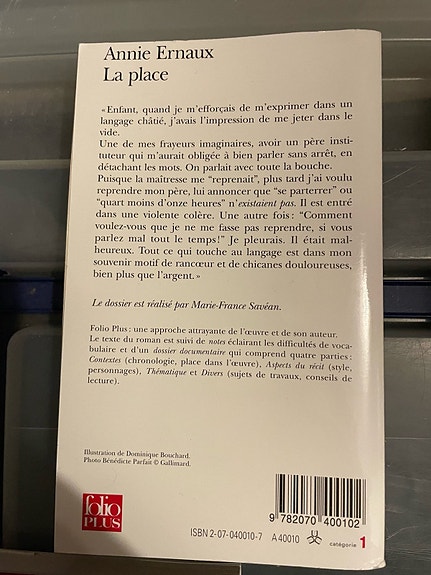 Annie Ernaux
La place
« Enfant, quand je m'efforçais de m'exprimer dans un
langage châtié, j'avais l'impression de me jeter dans le
vide.
Une de mes frayeurs imaginaires, avoir un père insti-
tuteur qui m'aurait obligée à bien parler sans arrêt, en
détachant les mots. On parlait avec toute la bouche.
Puisque la maîtresse me “reprenait”, plus tard j'ai voulu
reprendre mon père, lui annoncer que “se parterrer” ou
“quart moins d'onze heures” n'existaient pas. Il est entré
dans une violente colère. Une autre fois : “Comment
voulez-vous que je ne me fasse pas reprendre, si vous
parlez mal tout le temps !” Je pleurais. Il était mal-
heureux. Tout ce qui touche au langage est dans mon
souvenir motif de rancœur et de chicanes douloureuses,
bien plus que l'argent. »
Le dossier est réalisé par Marie-France Savéan.
Folio Plus : une approche attrayante de l'œuvre et de son auteur.
Le texte du roman est suivi de notes éclairant les difficultés de voca-
bulaire et d'un dossier documentaire qui comprend quatre parties :
Contextes (chronologie, place dans l'œuvre), Aspects du récit (style,
personnages), Thématique et Divers (sujets de travaux, conseils de
lecture).
Illustration de Dominique Bouchard.
Photo Bénédicte Parfait © Gallimard.
folio
PLUS
9 782070 400102
ISBN 2-07-040010-7 A 40010 catégorie 1